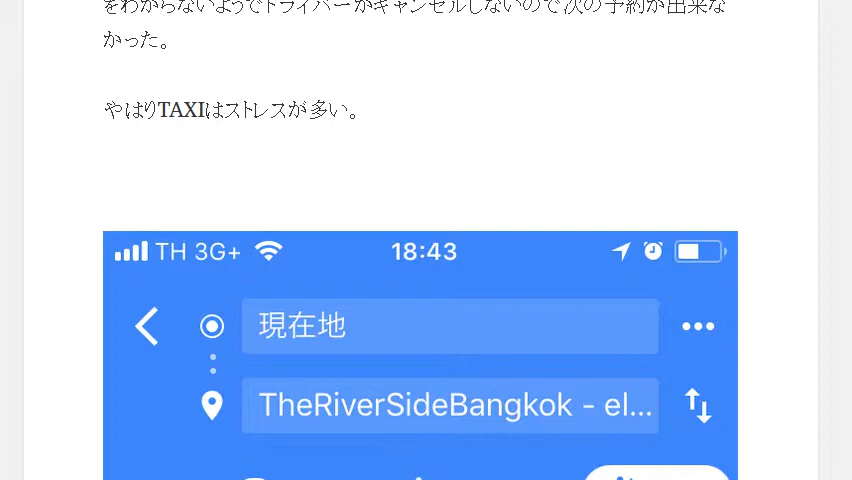 をわからないようでドライバーがキャンセルしないので次の予約が出来な
かった。
やはりTAXIはストレスが多い。
TH 3G+ 18:43
現在地
TheRiverSideBangkok - el...